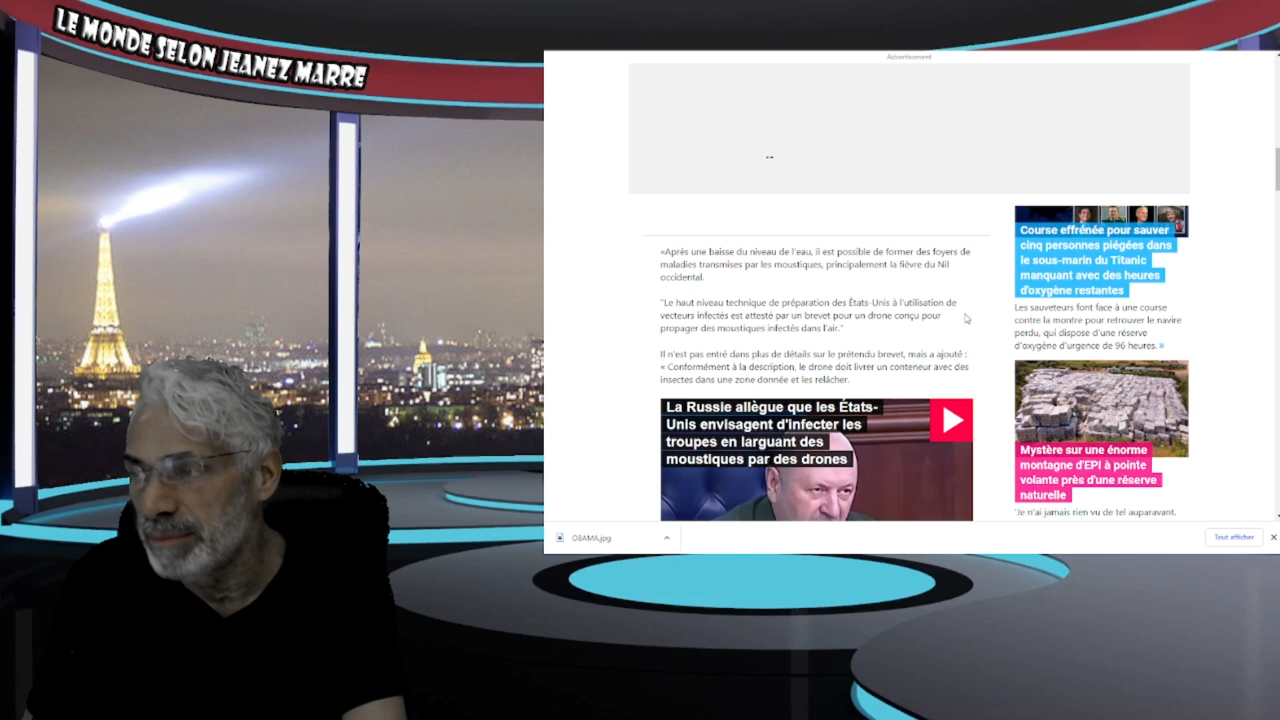 LE MONDE SELON JEANEZ MARRE
Advertisement
--
«Après une baisse du niveau de l'eau, il est possible de former des foyers de
maladies transmises par les moustiques, principalement la fièvre du Nil
occidental.
"Le haut niveau technique de préparation des États-Unis à l'utilisation de
vecteurs infectés est attesté par un brevet pour un drone conçu pour
propager des moustiques infectés dans l'air."
Il n'est pas entré dans plus de détails sur le prétendu brevet, mais a ajouté :
« Conformément à la description, le drone doit livrer un conteneur avec des
insectes dans une zone donnée et les relâcher.
La Russie allègue que les États-
Unis envisagent d'infecter les
troupes en larguant des
moustiques par des drones
Course effrénée pour sauver
cinq personnes piégées dans
le sous-marin du Titanic
manquant avec des heures
d'oxygène restantes
Les sauveteurs font face à une course
contre la montre pour retrouver le navire
perdu, qui dispose d'une réserve
d'oxygène d'urgence de 96 heures. »
Mystère sur une énorme
montagne d'EPI à pointe
volante près d'une réserve
naturelle
'Je n'ai jamais rien vu de tel auparavant.
OBAMA.jpg
Tout afficher